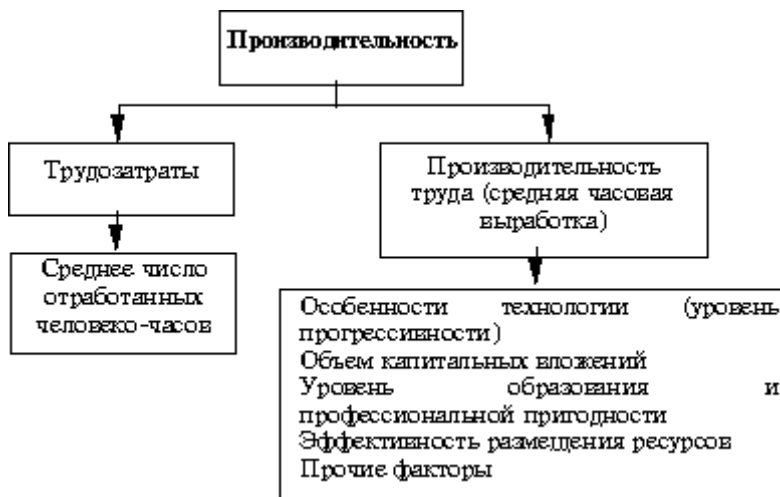 Производительность
Трудозатраты
Производительность
труда (средняя часовая
выработка)
Среднее число
отработанных
человеко-часов
Особенности технологии (уровень
прогрессивности)
Объем капитальных вложений
Уровень образования и
профессиональной пригодности
Эффективность размещения ресурсов
Прочие факторы